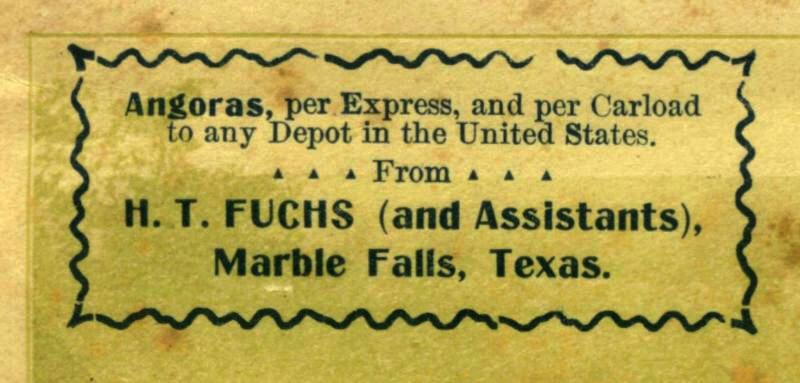 Angoras, per Express, and per Carload
to any Depot in the United States.
▲ ▲ ▲ From ▲ ▲ ▲
H. T. FUCHS (and Assistants),
Marble Falls, Texas.